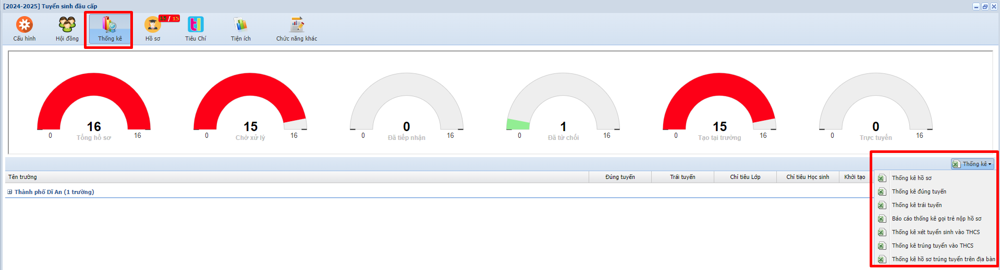 [2024-2025] Tuyển sinh đầu cấp
Cấu hình
Hội đồng
Thống kê
15 / 15
Hồ sơ
Tiêu Chí
Tiện ích
Chức năng khác
16
Tổng hồ sơ
0 16
15
Chờ xử lý
0 16
0
Đã tiếp nhận
0 16
1
Đã từ chối
0 16
15
Tạo tại trường
0 16
0
Trực tuyến
0 16
Thống kê
Tên trường Đúng tuyến Trái tuyến Chỉ tiêu Lớp Chỉ tiêu Học sinh Khởi tạo
Thành phố Dĩ An (1 trường)
Thống kê hồ sơ
Thống kê đúng tuyến
Thống kê trái tuyến
Báo cáo thống kê gọi trẻ nộp hồ sơ
Thống kê xét tuyển sinh vào THCS
Thống kê trúng tuyển vào THCS
Thống kê hồ sơ trúng tuyển trên địa bàn